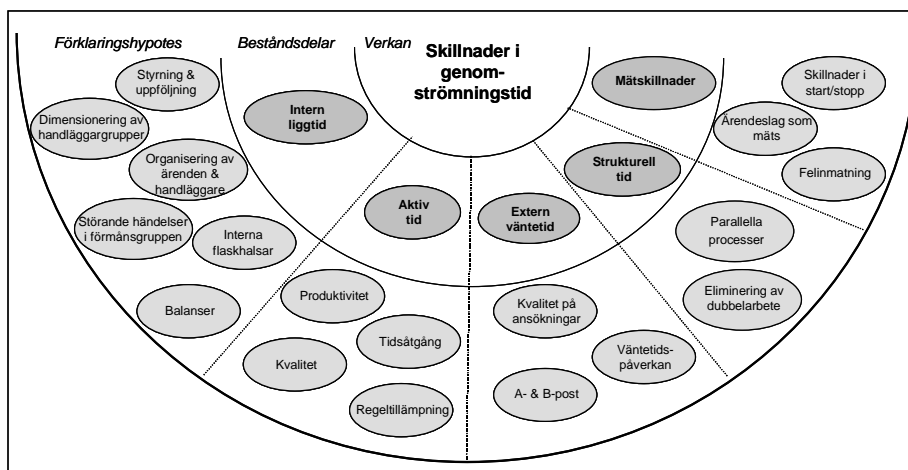 Förklaringshypotes
Beståndsdelar
Verkan
Skillnader i
genom-
strömningstid
Styrning &
uppföljning
Dimensionering av
handläggargrupper
Organisering av
ärenden &
handläggare
Störande händelser
i förmånsgruppen
Interna
flaskhalsar
Balanser
Intern
liggtid
Aktiv
tid
Extern
väntetid
Strukturell
tid
Mätskillnader
Produktivitet
Tidsåtgång
Kvalitet
Regeltillämpning
Kvalitet på
ansökningar
Väntetids-
påverkan
A- & B-post
Parallella
processer
Eliminering av
dubbelarbete
Skillnader i
start/stopp
Ärendeslag som
mäts
Felinmatning